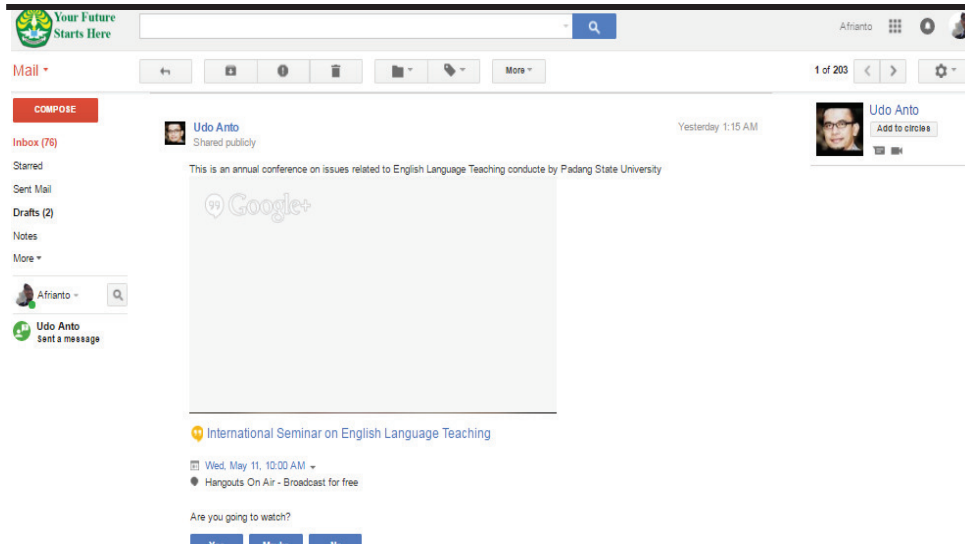 Your Future
Starts Here
Afrianto
Mail
More
1 of 203
COMPOSE
Inbox (76)
Starred
Sent Mail
Drafts (2)
Notes
More
Afrianto
Udo Anto
Sent a message
Udo Anto
Shared publicly
Yesterday 1:15 AM
This is an annual conference on issues related to English Language Teaching conducte by Padang State University
99 Google+
International Seminar on English Language Teaching
Wed, May 11, 10:00 AM
Hangouts On Air - Broadcast for free
Are you going to watch?
Udo Anto
Add to circles